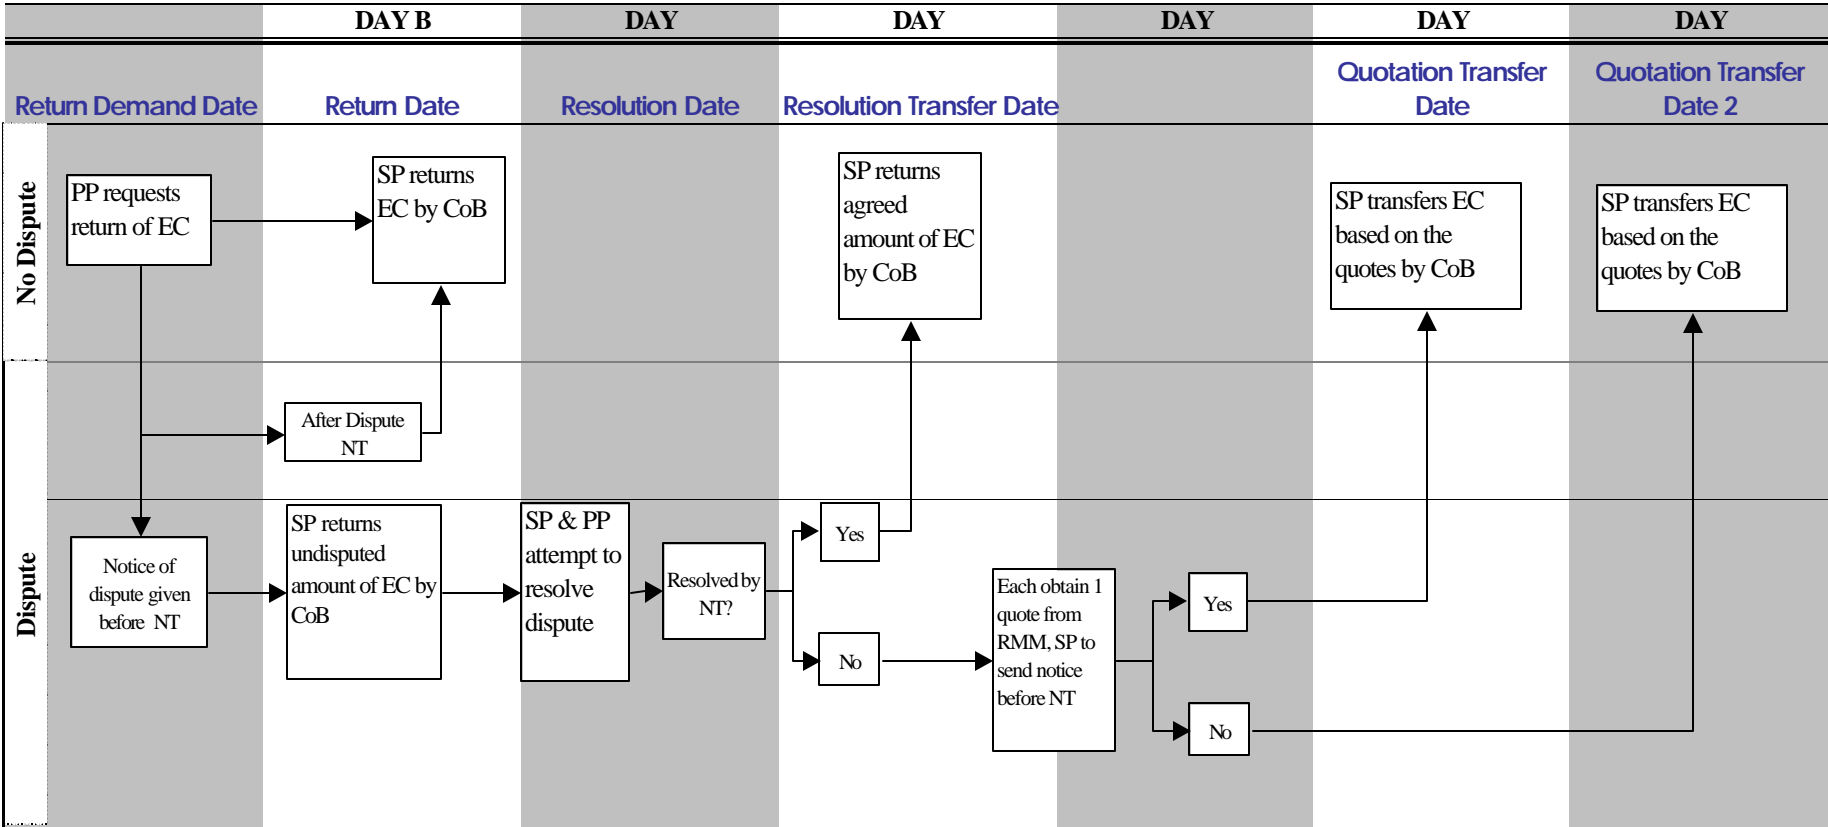 DAY B
DAY
DAY
DAY
DAY
DAY
Return Demand Date
Return Date
Resolution Date
Resolution Transfer Date
Quotation Transfer
Date
Quotation Transfer
Date 2
No Dispute
PP requests
return of EC
SP returns
EC by CoB
SP returns
agreed
amount of EC
by CoB
SP transfers EC
based on the
quotes by CoB
SP transfers EC
based on the
quotes by CoB
After Dispute
NT
Dispute
Notice of
dispute given
before NT
SP returns
undisputed
amount of EC by
CoB
SP & PP
attempt to
resolve
dispute
Resolved by
NT?
Yes
No
Each obtain 1
quote from
RMM, SP to
send notice
before NT
Yes
No